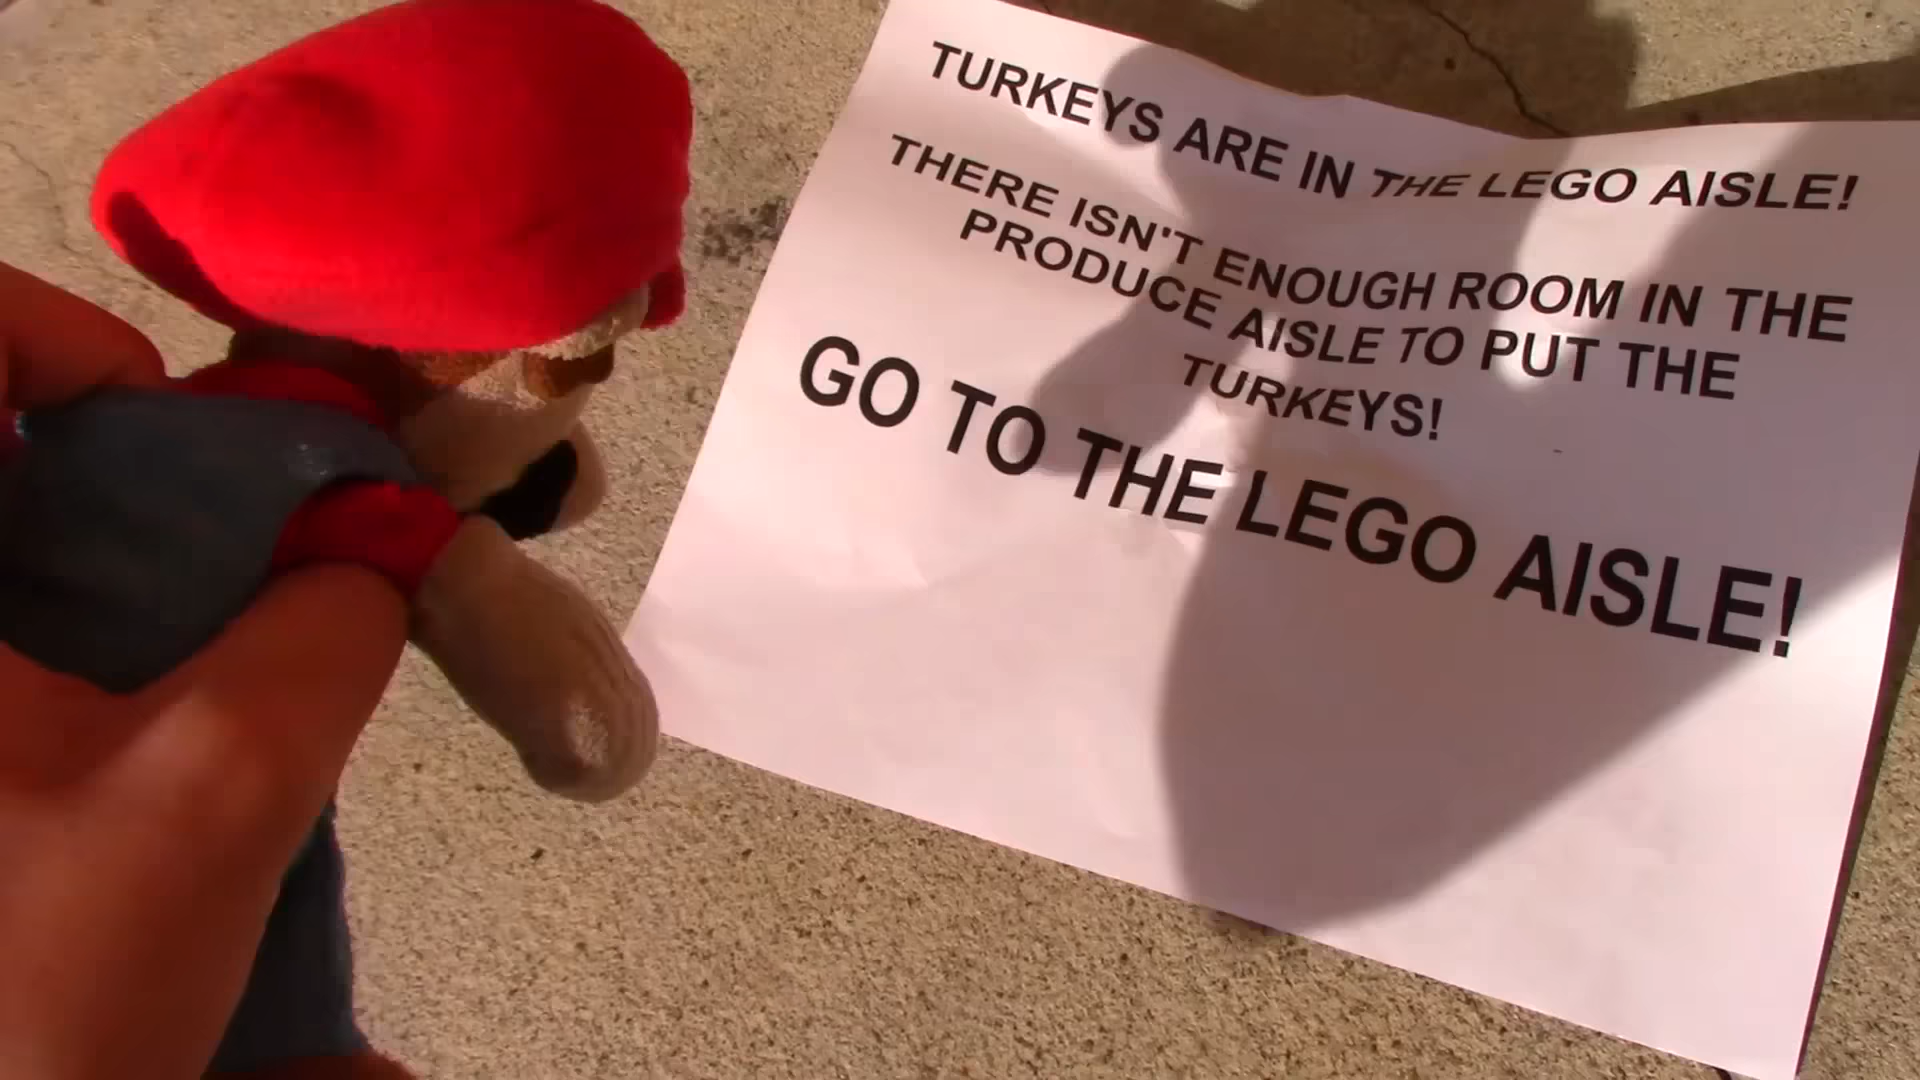 TURKEYS ARE IN THE LEGO AISLE!
THERE ISN'T ENOUGH ROOM IN THE
PRODUCE AISLE TO PUT THE
TURKEYS!
GO TO THE LEGO AISLE!